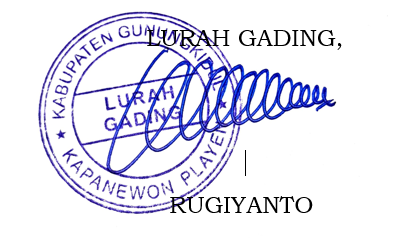 LURAH GADING,
KABUPATEN GUNUNGKIDUL
LURAH
GADING
KAPANEWON PLAYEN
RUGIYANTO